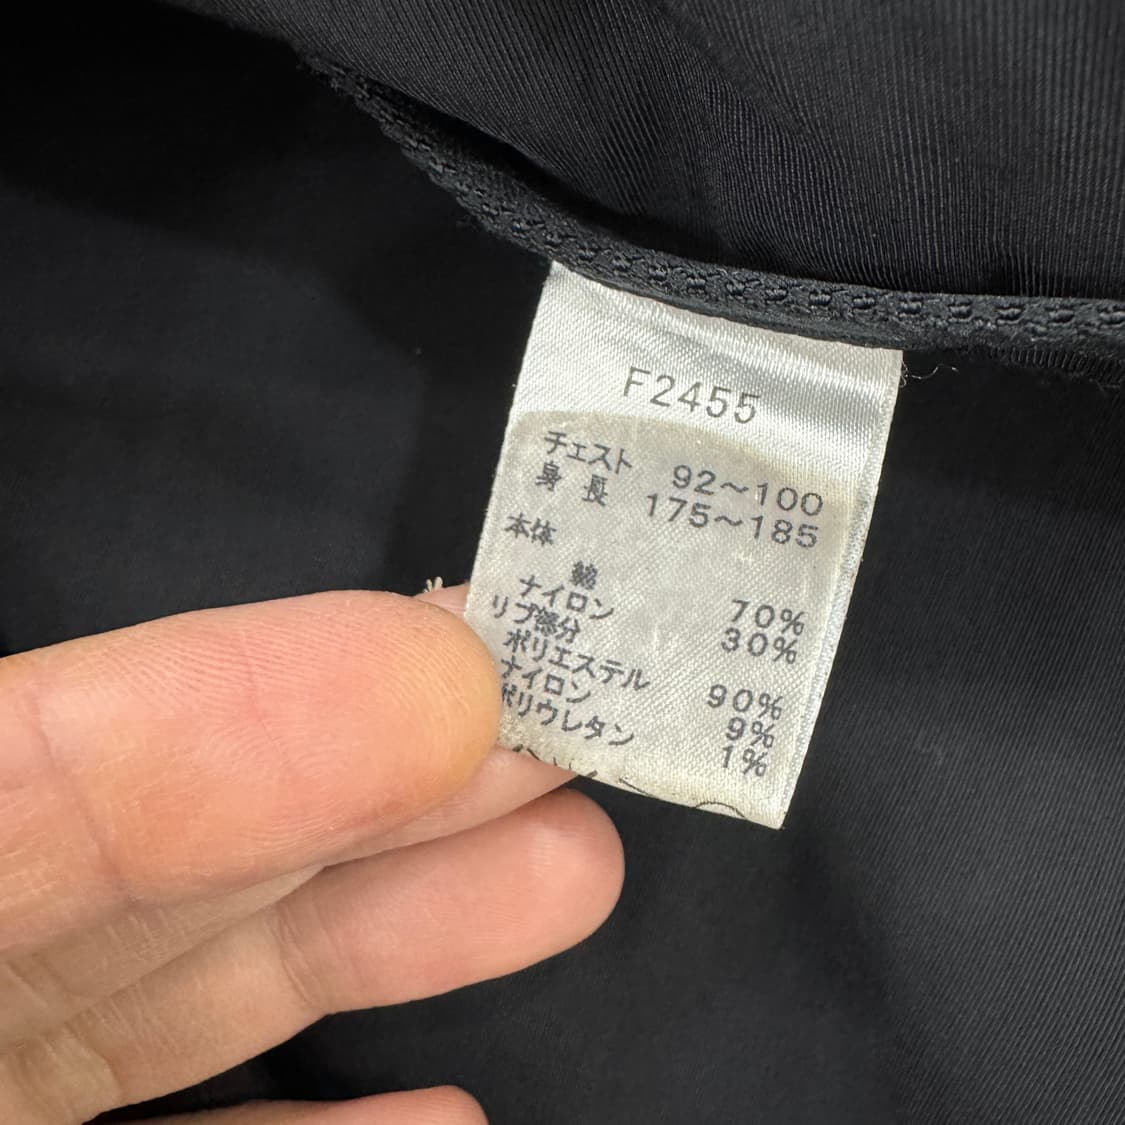 F2455
チェスト 92〜100
身長 175〜185
本体
綿 70%
ナイロン 30%
リブ部分
ポリエステル 90%
ナイロン 9%
ポリウレタン 1%